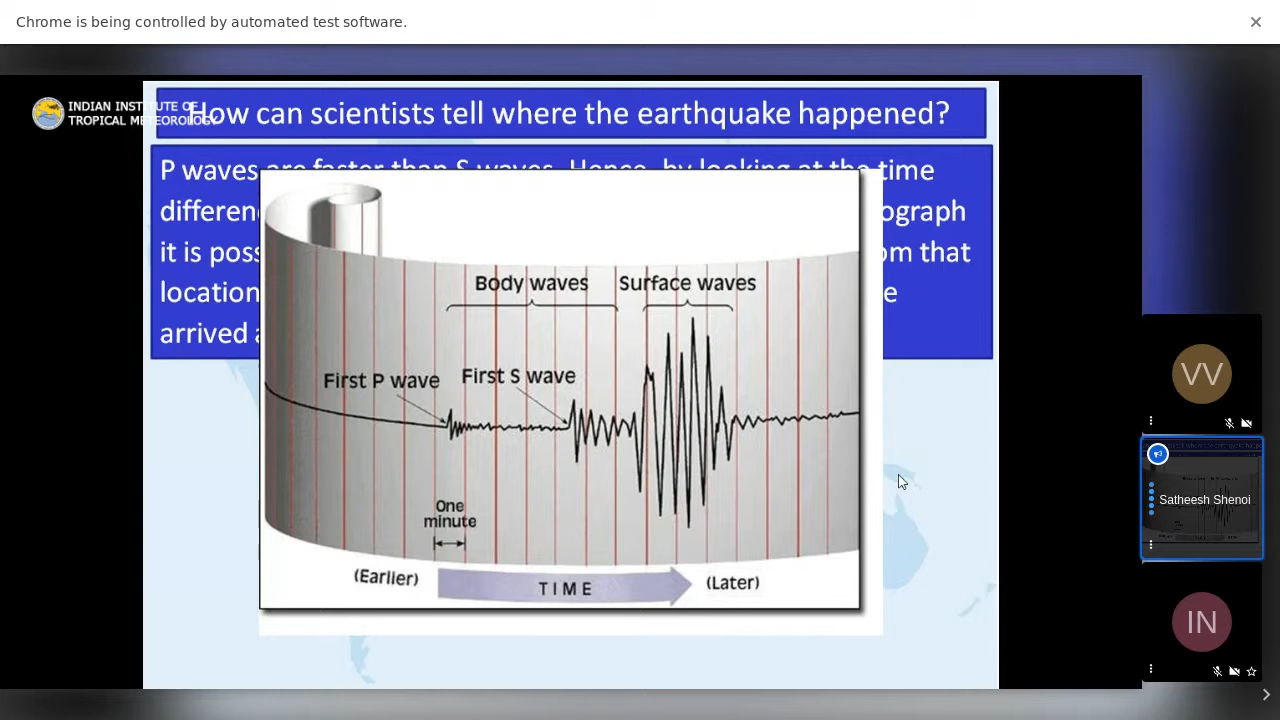 Chrome is being controlled by automated test software.
INDIAN INSTITUTE OF
TROPICAL METEOROLOGY
How can scientists tell where the earthquake happened?
P waves are faster than S waves. Hence, by looking at the time
differen
ograph
it is poss
om that
location
e
arrived
Body waves
Surface waves
First P wave
First S wave
One
minute
(Earlier)
TIME
(Later)
VV
Satheesh Shenoi
IN